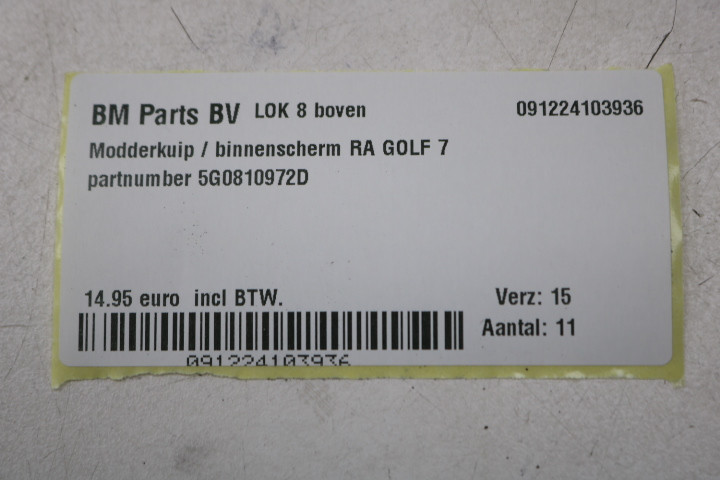 BM Parts BV LOK 8 boven 091224103936
Modderkuip / binnenscherm RA GOLF 7
partnumber 5G0810972D
14.95 euro incl BTW. Verz: 15
Aantal: 11
091224103936